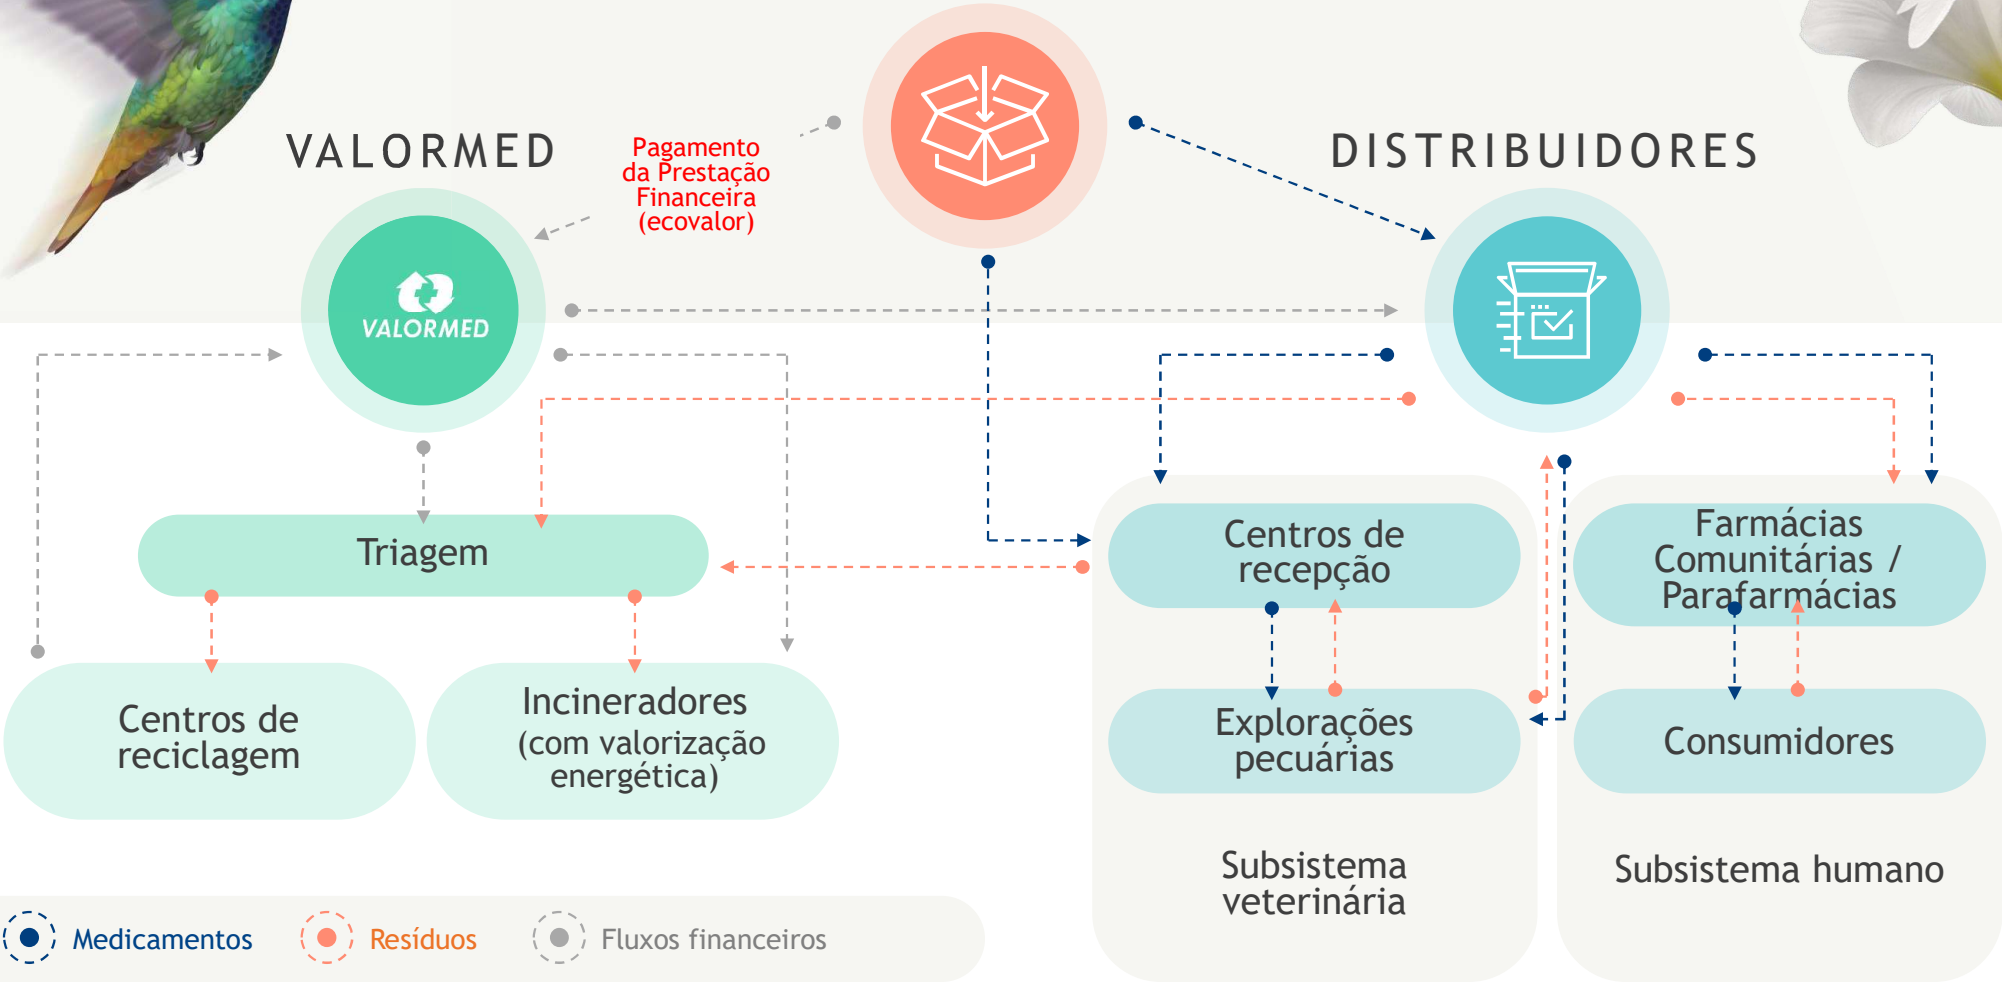 VALORMED
Pagamento
da Prestação
Financeira
(ecovalor)
DISTRIBUIDORES
VALORMED
Triagem
Centros de
reciclagem
Incineradores
(com valorização
energética)
Centros de
recepção
Explorações
pecuárias
Subsistema
veterinária
Farmácias
Comunitárias /
Parafarmácias
Consumidores
Subsistema humano
Medicamentos
Resíduos
Fluxos financeiros